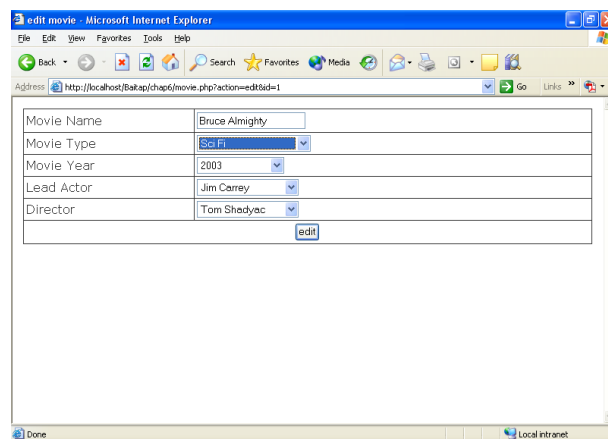 edit movie - Microsoft Internet Explorer
File Edit View Favorites Tools Help
Back Search Favorites Media
Address http://localhost/Baitap/chap6/movie.php?action=edit&id=1 Go Links »
Movie Name Bruce Almighty
Movie Type Sci Fi
Movie Year 2003
Lead Actor Jim Carrey
Director Tom Shadyac
edit
Done Local intranet